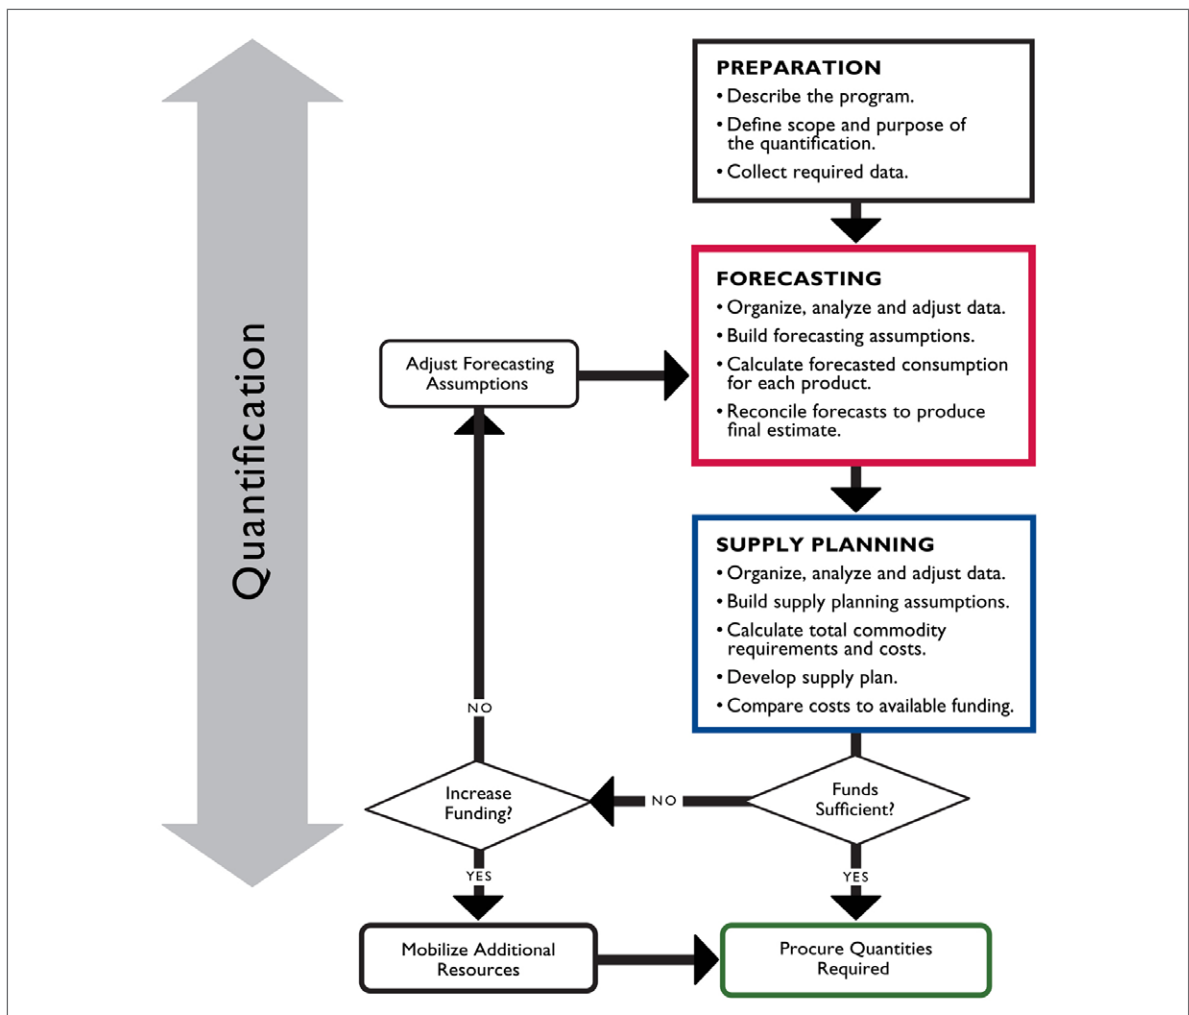 Quantification
PREPARATION
• Describe the program.
• Define scope and purpose of
the quantification.
• Collect required data.
FORECASTING
• Organize, analyze and adjust data.
• Build forecasting assumptions.
• Calculate forecasted consumption
for each product.
• Reconcile forecasts to produce
final estimate.
Adjust Forecasting
Assumptions
SUPPLY PLANNING
• Organize, analyze and adjust data.
• Build supply planning assumptions.
• Calculate total commodity
requirements and costs.
• Develop supply plan.
• Compare costs to available funding.
Funds
Sufficient?
NO
Increase
Funding?
NO
YES
YES
Mobilize Additional
Resources
Procure Quantities
Required